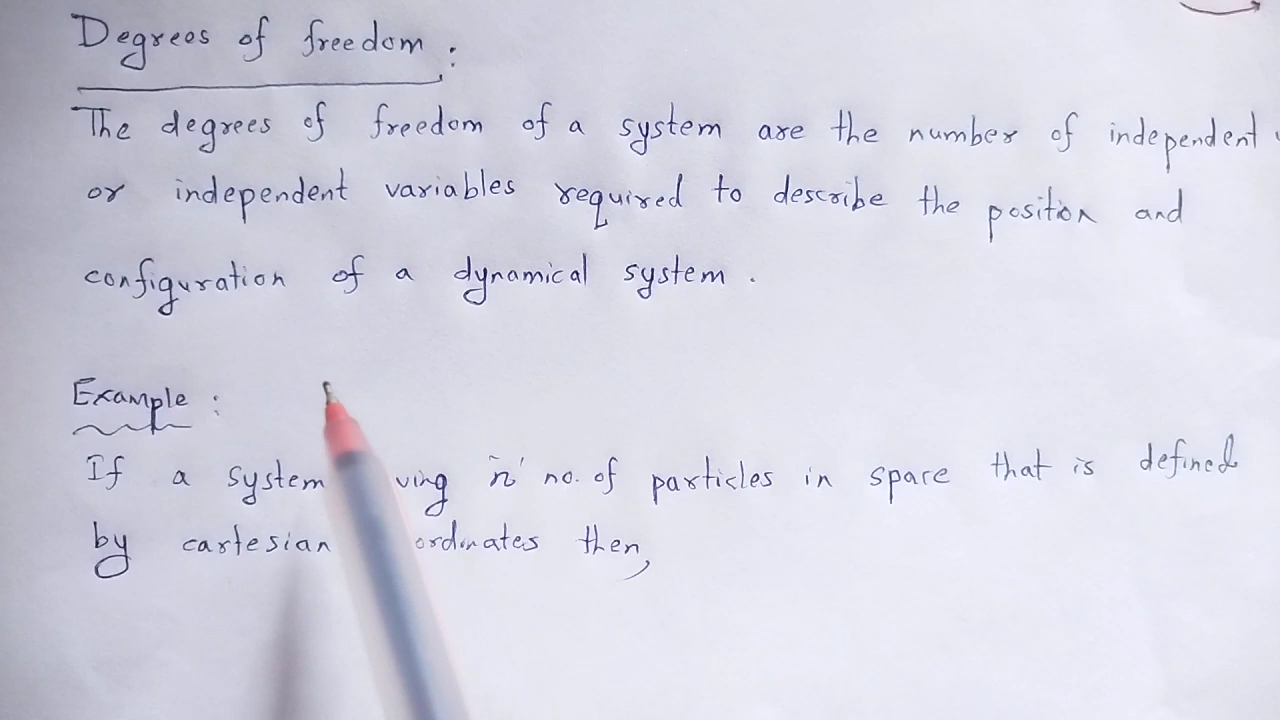 Degrees of freedom :
The degrees of freedom of a system are the number of independent
or independent variables required to describe the position and
configuration of a dynamical system .
Example :
If a system ving 'n' no. of particles in space that is defined
by cartesian ordinates then,